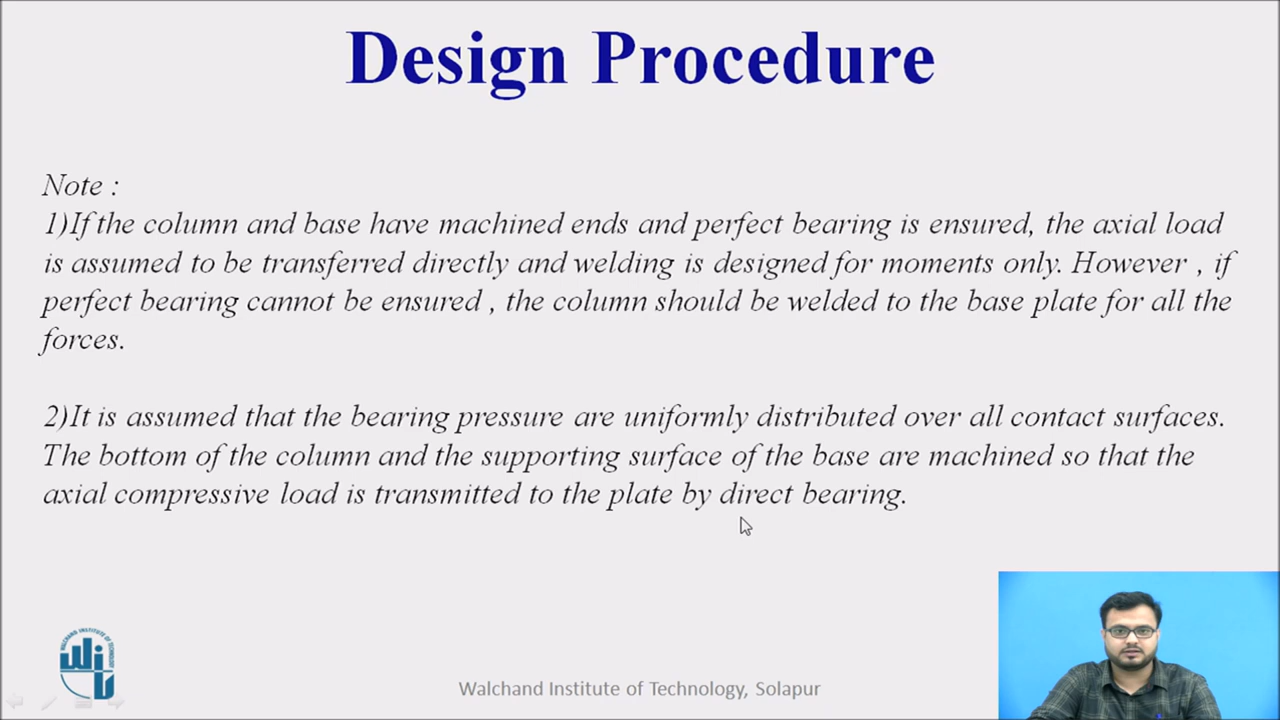 Design Procedure
Note :
1)If the column and base have machined ends and perfect bearing is ensured, the axial load
is assumed to be transferred directly and welding is designed for moments only. However , if
perfect bearing cannot be ensured , the column should be welded to the base plate for all the
forces.
2)It is assumed that the bearing pressure are uniformly distributed over all contact surfaces.
The bottom of the column and the supporting surface of the base are machined so that the
axial compressive load is transmitted to the plate by direct bearing.
WALCHAND INSTITUTE OF TECHNOLOGY
WIT
Walchand Institute of Technology, Solapur